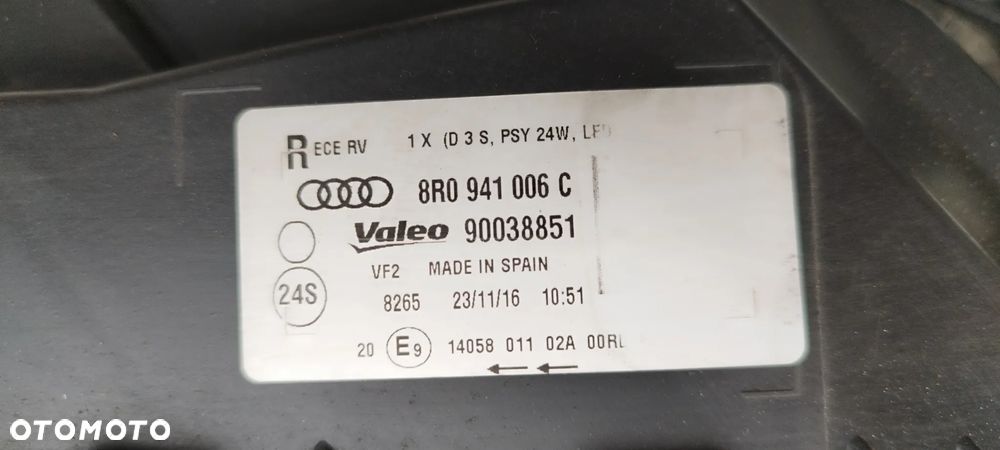 R ECE RV 1 X (D 3 S, PSY 24W, LED
8R0 941 006 C
Valeo 90038851
VF2 MADE IN SPAIN
24S
8265 23/11/16 10:51
20 E9 14058 011 02A 00RL
OTOMOTO